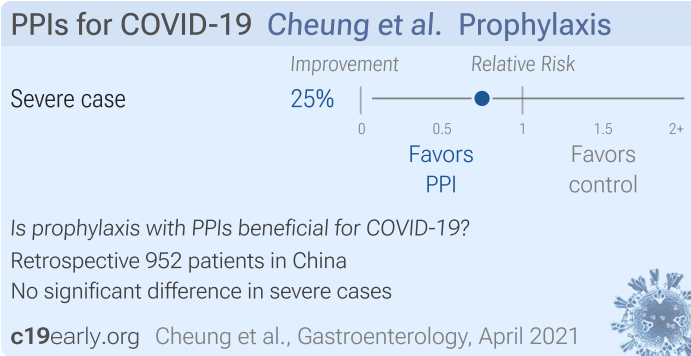 PPIs for COVID-19 Cheung et al. Prophylaxis
Improvement Relative Risk
Severe case 25%
0 0.5 1 1.5 2+
Favors PPI
Favors control
Is prophylaxis with PPIs beneficial for COVID-19?
Retrospective 952 patients in China
No significant difference in severe cases
c19early.org Cheung et al., Gastroenterology, April 2021